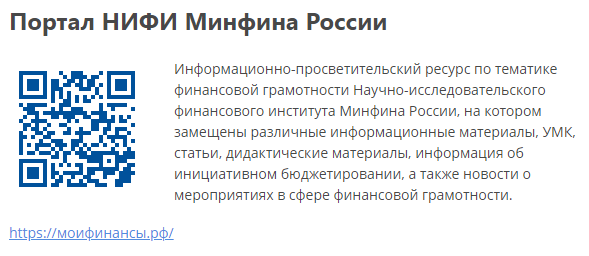 Портал НИФИ Минфина России
Информационно-просветительский ресурс по тематике
финансовой грамотности Научно-исследовательского
финансового института Минфина России, на котором
замещены различные информационные материалы, УМК,
статьи, дидактические материалы, информация об
инициативном бюджетировании, а также новости о
мероприятиях в сфере финансовой грамотности.
https://моифинансы.рф/